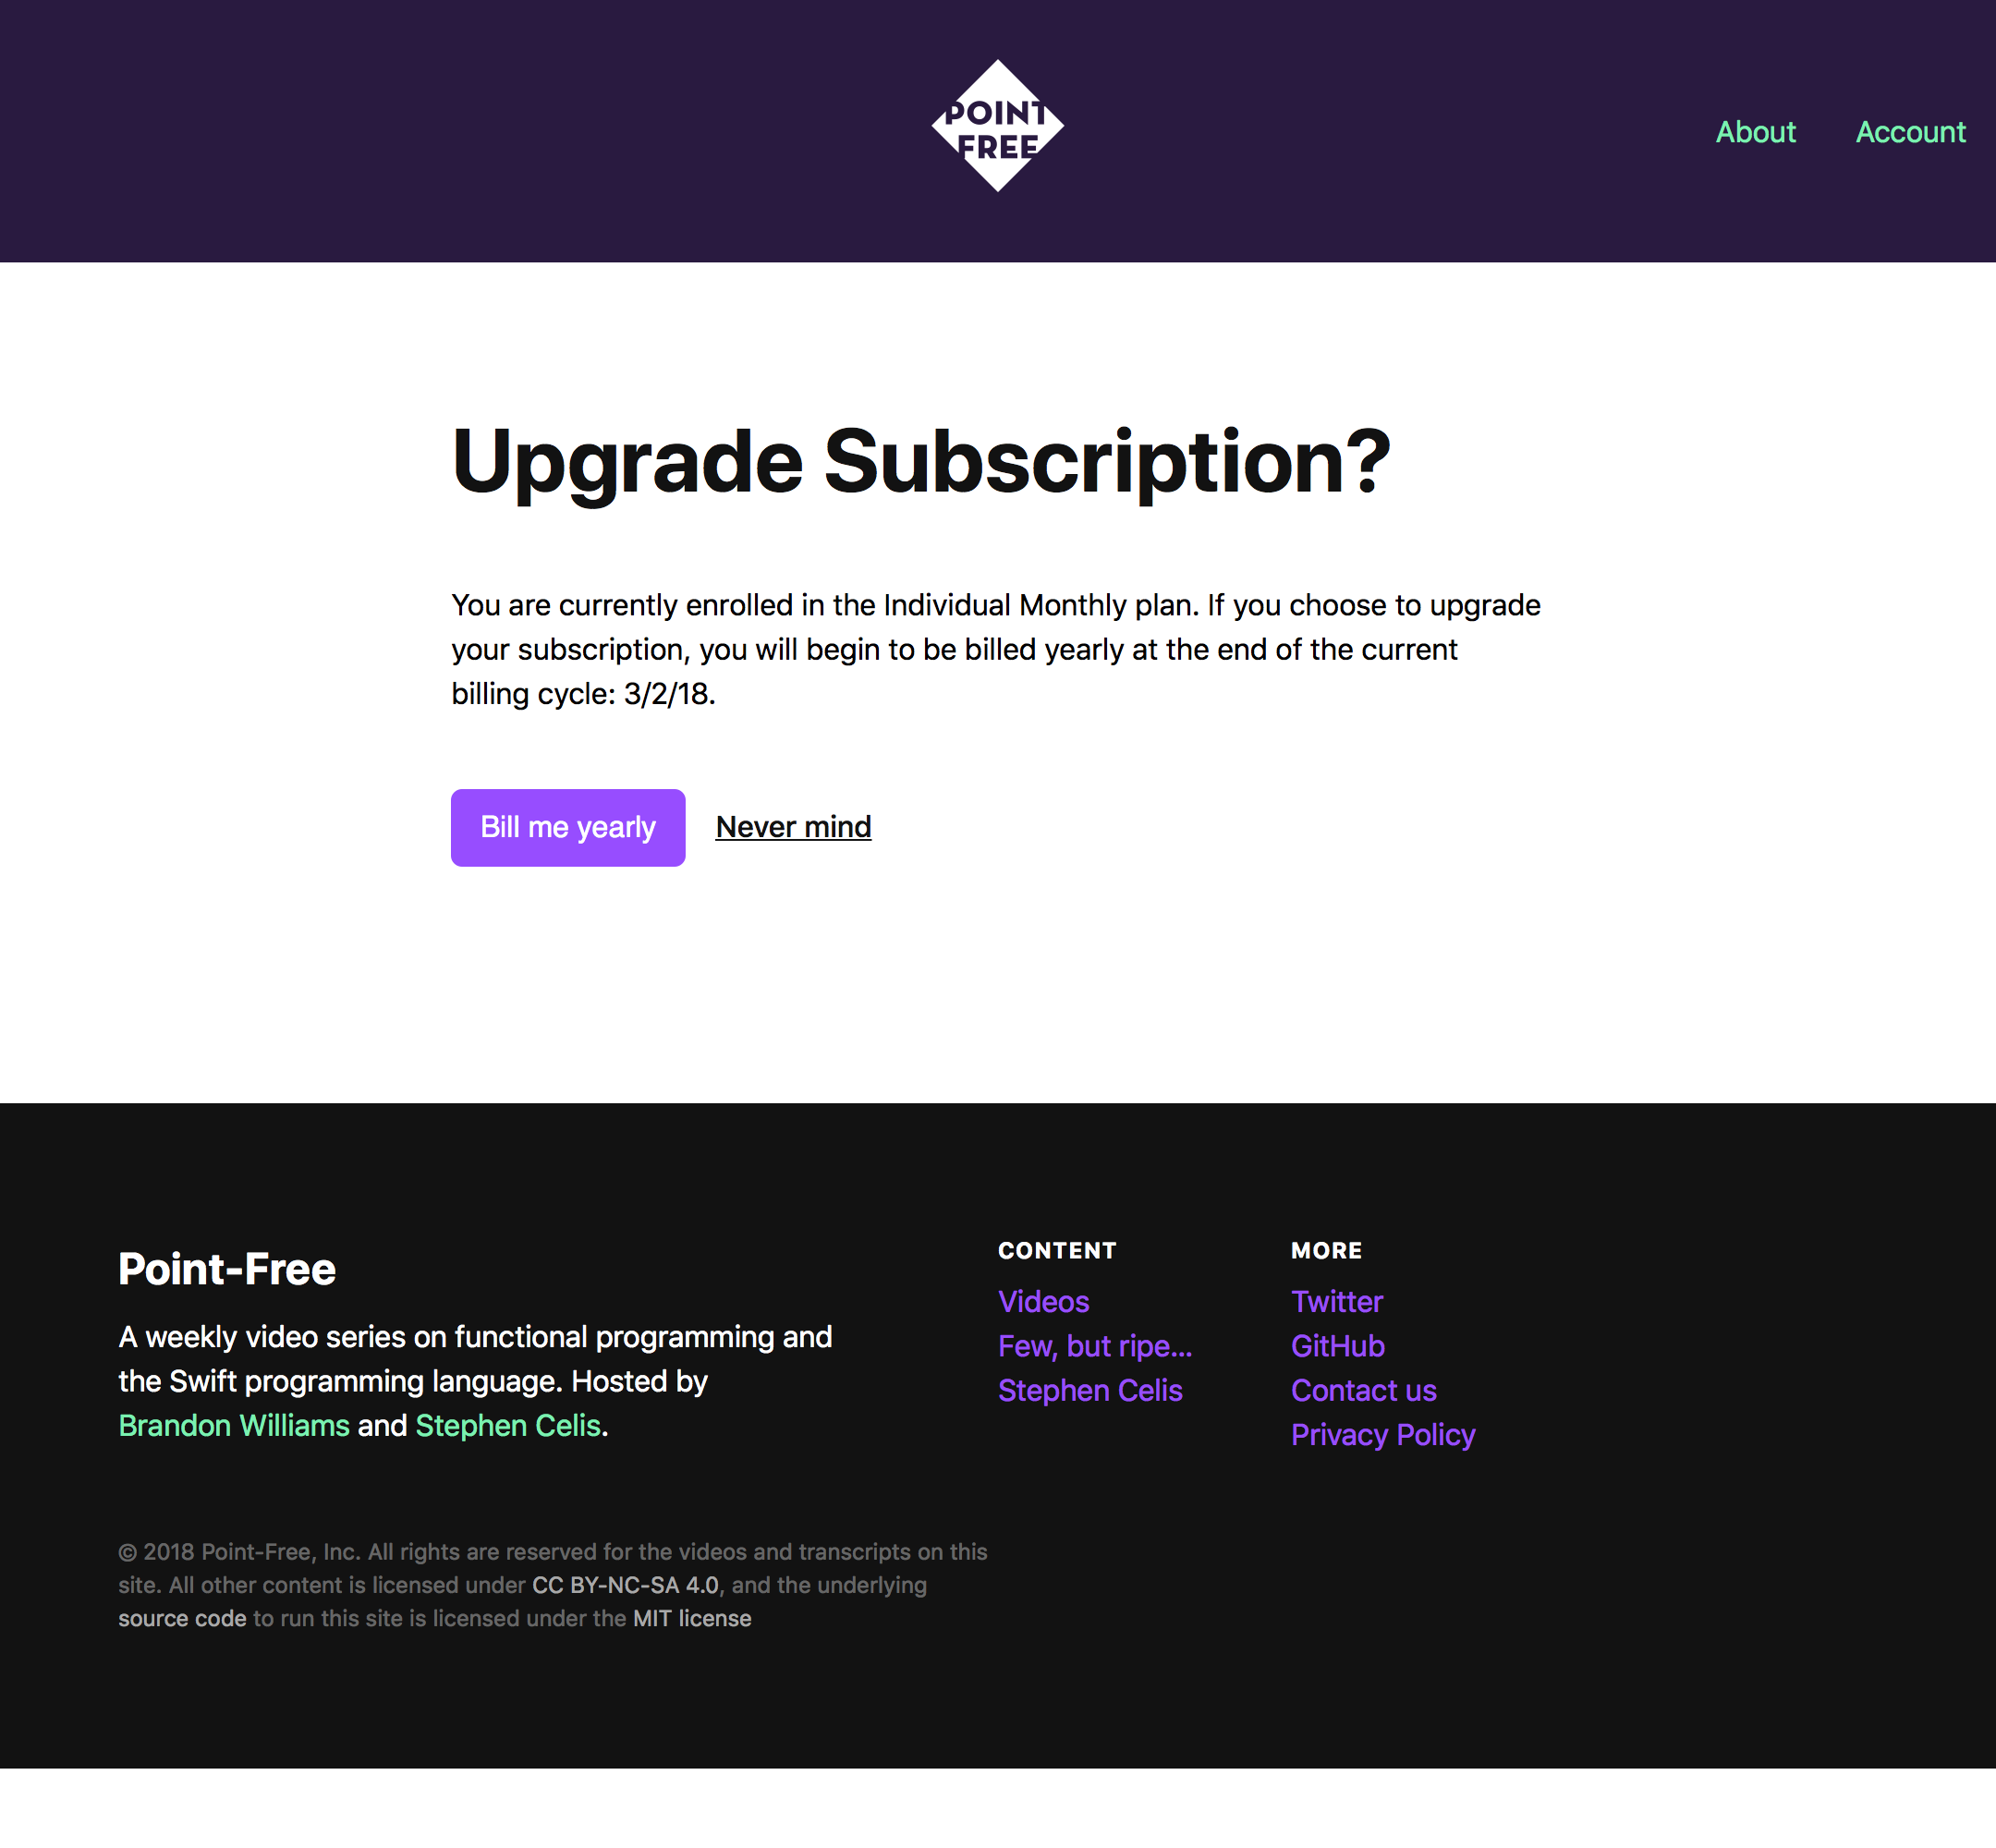 POINT
FREE
About
Account
Upgrade Subscription?
You are currently enrolled in the Individual Monthly plan. If you choose to upgrade
your subscription, you will begin to be billed yearly at the end of the current
billing cycle: 3/2/18.
Bill me yearly
Never mind
Point-Free
A weekly video series on functional programming and
the Swift programming language. Hosted by
Brandon Williams and Stephen Celis.
CONTENT
Videos
Few, but ripe...
Stephen Celis
MORE
Twitter
GitHub
Contact us
Privacy Policy
© 2018 Point-Free, Inc. All rights are reserved for the videos and transcripts on this
site. All other content is licensed under CC BY-NC-SA 4.0, and the underlying
source code to run this site is licensed under the MIT license